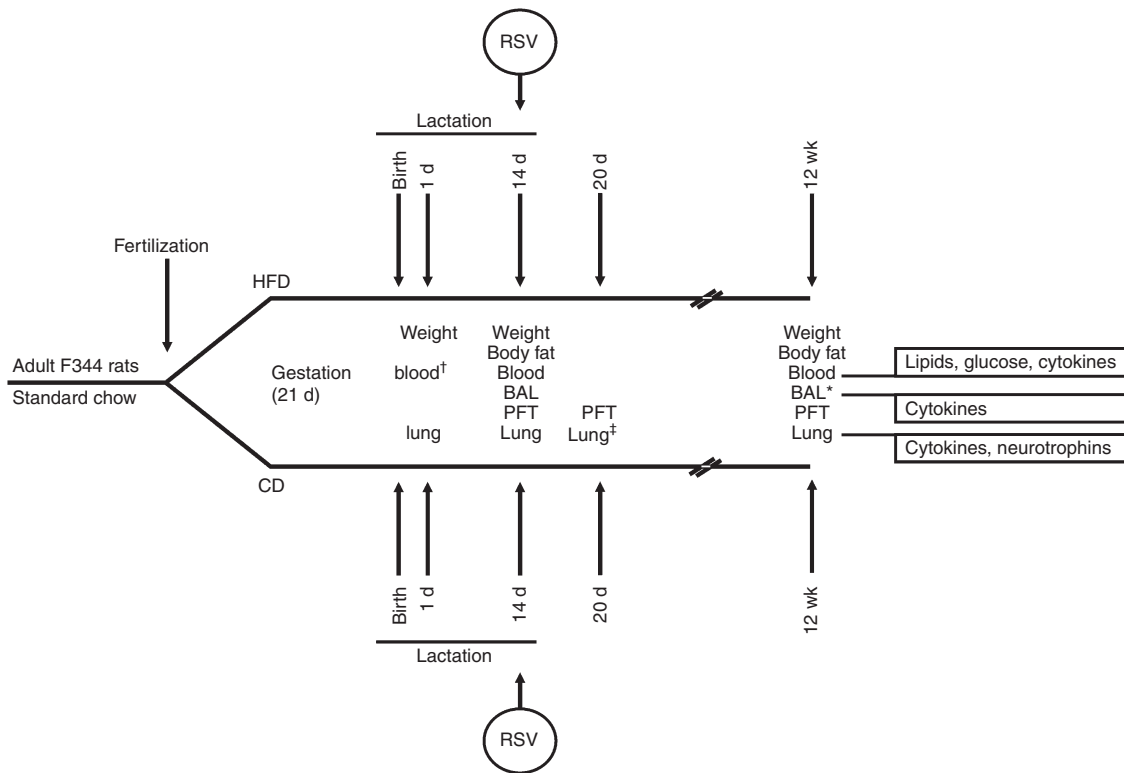 RSV
Lactation
Birth
1 d
14 d
20 d
12 wk
Fertilization
HFD
Adult F344 rats
Standard chow
Gestation
(21 d)
Weight
blood†
lung
Weight
Body fat
Blood
BAL
PFT
Lung
PFT
Lung‡
Weight
Body fat
Blood
BAL*
PFT
Lung
Lipids, glucose, cytokines
Cytokines
Cytokines, neurotrophins
CD
Birth
1 d
14 d
20 d
12 wk
Lactation
RSV